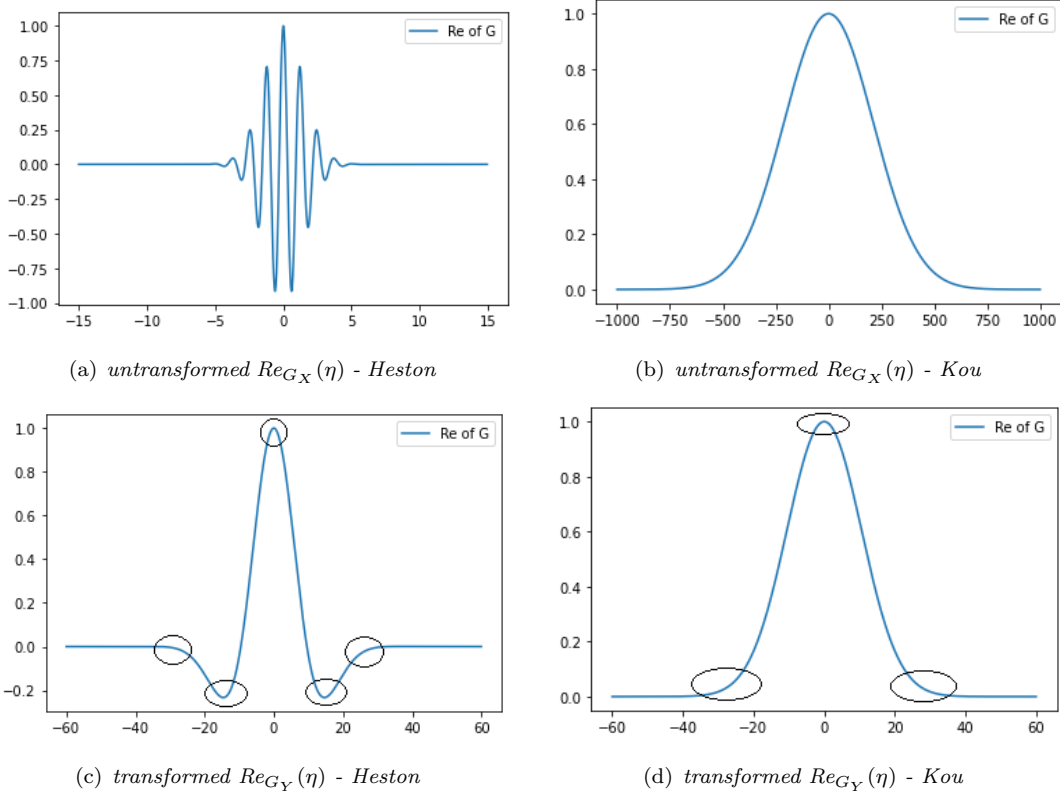 Re of G
1.00
0.75
0.50
0.25
0.00
−0.25
−0.50
−0.75
−1.00
−15 −10 −5 0 5 10 15
(a) untransformed Re_{G_X}(η) - Heston
Re of G
1.0
0.8
0.6
0.4
0.2
0.0
−1000 −750 −500 −250 0 250 500 750 1000
(b) untransformed Re_{G_X}(η) - Kou
Re of G
1.0
0.8
0.6
0.4
0.2
0.0
−0.2
−60 −40 −20 0 20 40 60
(c) transformed Re_{G_Y}(η) - Heston
Re of G
1.0
0.8
0.6
0.4
0.2
0.0
−60 −40 −20 0 20 40 60
(d) transformed Re_{G_Y}(η) - Kou